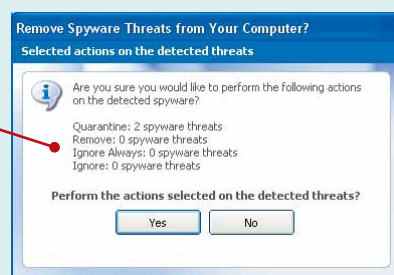 Remove Spyware Threats from Your Computer?
Selected actions on the detected threats
Are you sure you would like to perform the following actions
on the detected spyware?
Quarantine: 2 spyware threats
Remove: 0 spyware threats
Ignore Always: 0 spyware threats
Ignore: 0 spyware threats
Perform the actions selected on the detected threats?
Yes
No